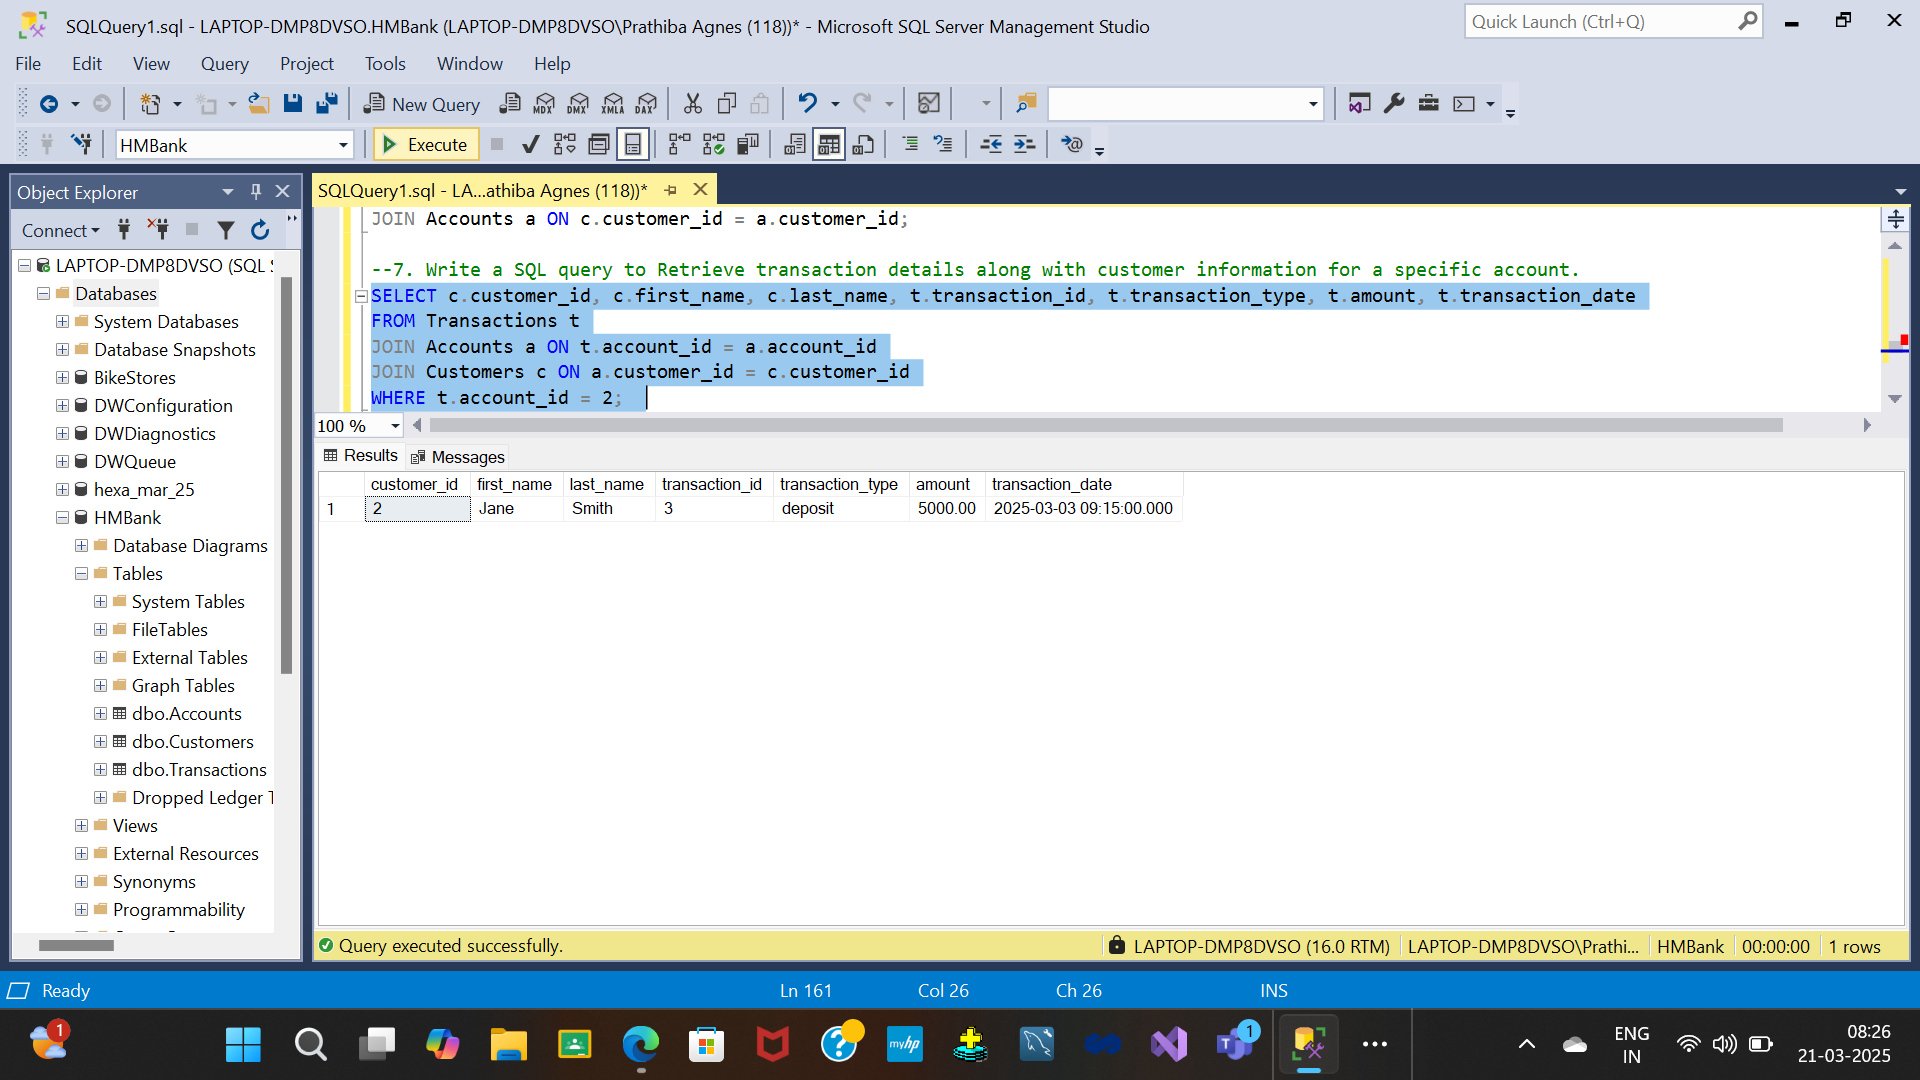 SQLQuery1.sql - LAPTOP-DMP8DVSO.HMBank (LAPTOP-DMP8DVSO\Prathiba Agnes (118))* - Microsoft SQL Server Management Studio
Quick Launch (Ctrl+Q)
File Edit View Query Project Tools Window Help
New Query MDX DMX XMLA DAX
HMBank Execute
Object Explorer
Connect
LAPTOP-DMP8DVSO (SQL S
Databases
System Databases
Database Snapshots
BikeStores
DWConfiguration
DWDiagnostics
DWQueue
hexa_mar_25
HMBank
Database Diagrams
Tables
System Tables
FileTables
External Tables
Graph Tables
dbo.Accounts
dbo.Customers
dbo.Transactions
Dropped Ledger T
Views
External Resources
Synonyms
Programmability
SQLQuery1.sql - LA...athiba Agnes (118))*
JOIN Accounts a ON c.customer_id = a.customer_id;
--7. Write a SQL query to Retrieve transaction details along with customer information for a specific account.
SELECT c.customer_id, c.first_name, c.last_name, t.transaction_id, t.transaction_type, t.amount, t.transaction_date
FROM Transactions t
JOIN Accounts a ON t.account_id = a.account_id
JOIN Customers c ON a.customer_id = c.customer_id
WHERE t.account_id = 2;
100 %
Results Messages
customer_id first_name last_name transaction_id transaction_type amount transaction_date
1 2 Jane Smith 3 deposit 5000.00 2025-03-03 09:15:00.000
Query executed successfully. LAPTOP-DMP8DVSO (16.0 RTM) LAPTOP-DMP8DVSO\Prathi... HMBank 00:00:00 1 rows
Ready Ln 161 Col 26 Ch 26 INS
1 myhp 1
ENG
IN
08:26
21-03-2025